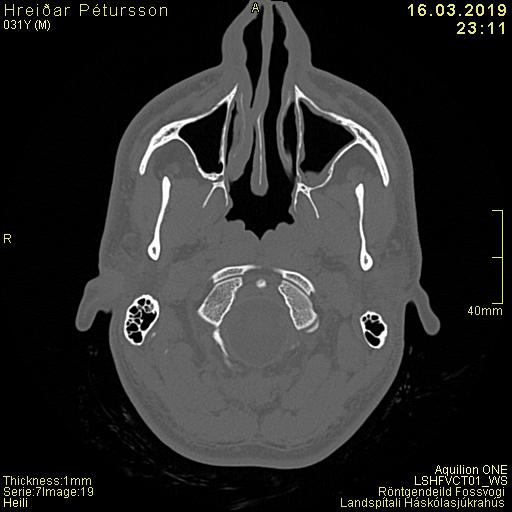 Hreiðar Pétursson
031Y (M)
A
16.03.2019
23:11
R
40mm
Thickness:1mm
Serie:7Image:19
Heili
Aquilion ONE
LSHFVCT01_WS
Röntgendeild Fossvogi
Landspítali Háskólasjúkrahús